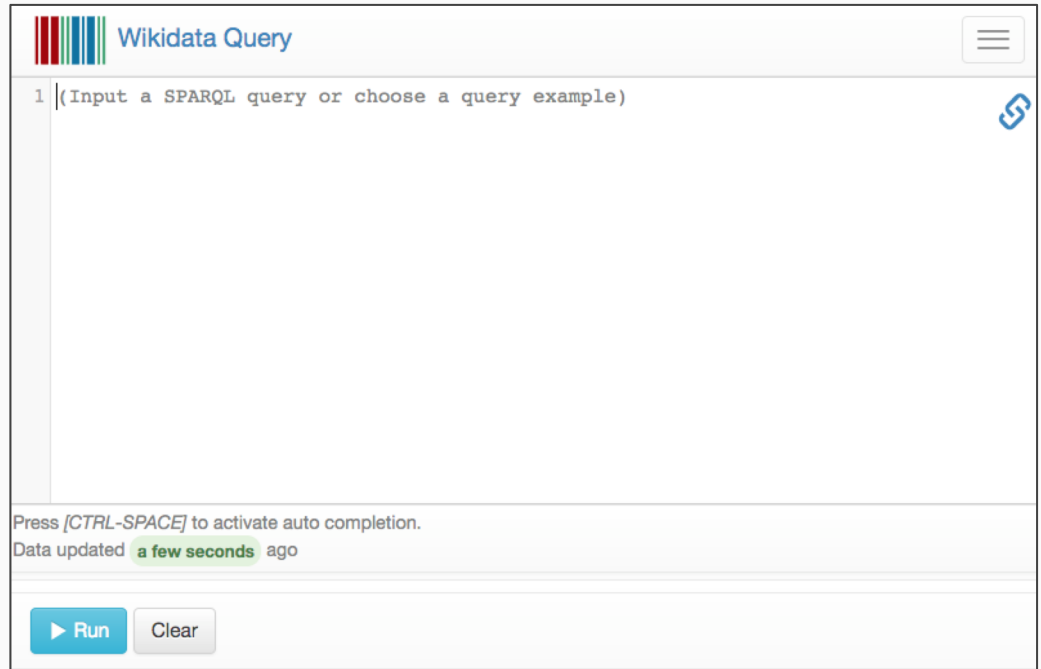 Wikidata Query
1 (Input a SPARQL query or choose a query example)
Press [CTRL-SPACE] to activate auto completion.
Data updated a few seconds ago
Run Clear